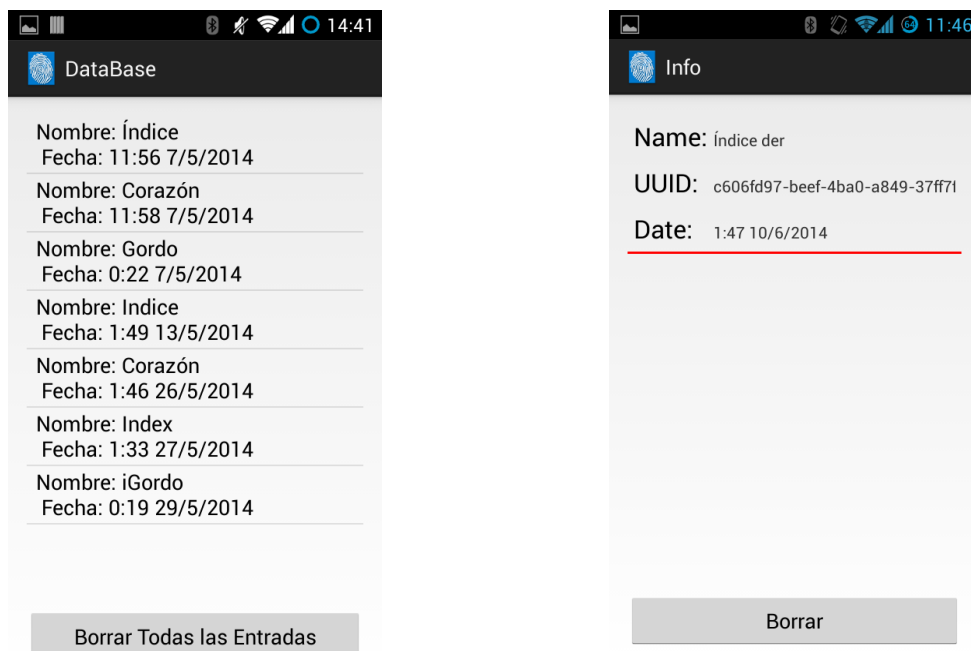 14:41
DataBase
Nombre: Índice
Fecha: 11:56 7/5/2014
Nombre: Corazón
Fecha: 11:58 7/5/2014
Nombre: Gordo
Fecha: 0:22 7/5/2014
Nombre: Indice
Fecha: 1:49 13/5/2014
Nombre: Corazón
Fecha: 1:46 26/5/2014
Nombre: Index
Fecha: 1:33 27/5/2014
Nombre: iGordo
Fecha: 0:19 29/5/2014
Borrar Todas las Entradas
64 11:46
Info
Name: Índice der
UUID: c606fd97-beef-4ba0-a849-37ff7
Date: 1:47 10/6/2014
Borrar